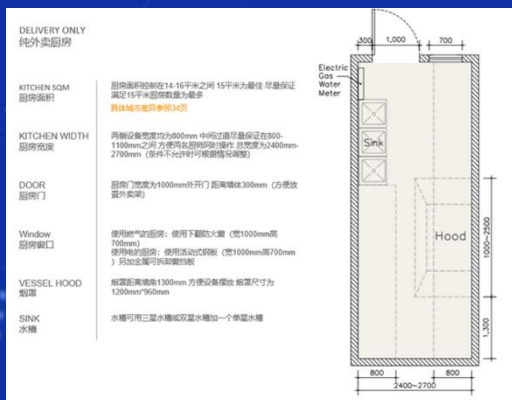 DELIVERY ONLY
纯外卖厨房
KITCHEN SQM
厨房面积
厨房面积控制在14-16平米之间 15平米为最佳 尽量保证
满足15平米厨房数量为最多
具体城市差异参照34页
KITCHEN WIDTH
厨房宽度
两侧设备宽度均为800mm 中间过道尽量保证在800-
1100mm之间 方便两名厨师同时操作 总宽度为2400mm-
2700mm（条件不允许时可根据情况调整）
DOOR
厨房门
厨房门宽度为1000mm外开门 距离墙体300mm（方便放
置外卖架）
Window
厨房窗口
使用燃气的厨房：使用下翻防火窗（宽1000mm高
700mm）
使用电的厨房：使用活动式钢板（宽1000mm高700mm
）另加金属可拆卸窗挡板
VESSEL HOOD
烟罩
烟罩距离墙角1300mm 方便设备摆放 烟罩尺寸为
1200mm*960mm
SINK
水槽
水槽可用三星水槽或双星水槽加一个单星水槽
300
1,000
700
Electric
Gas
Water
Meter
Sink
Hood
1000~2500
1,300
800
800
2400~2700